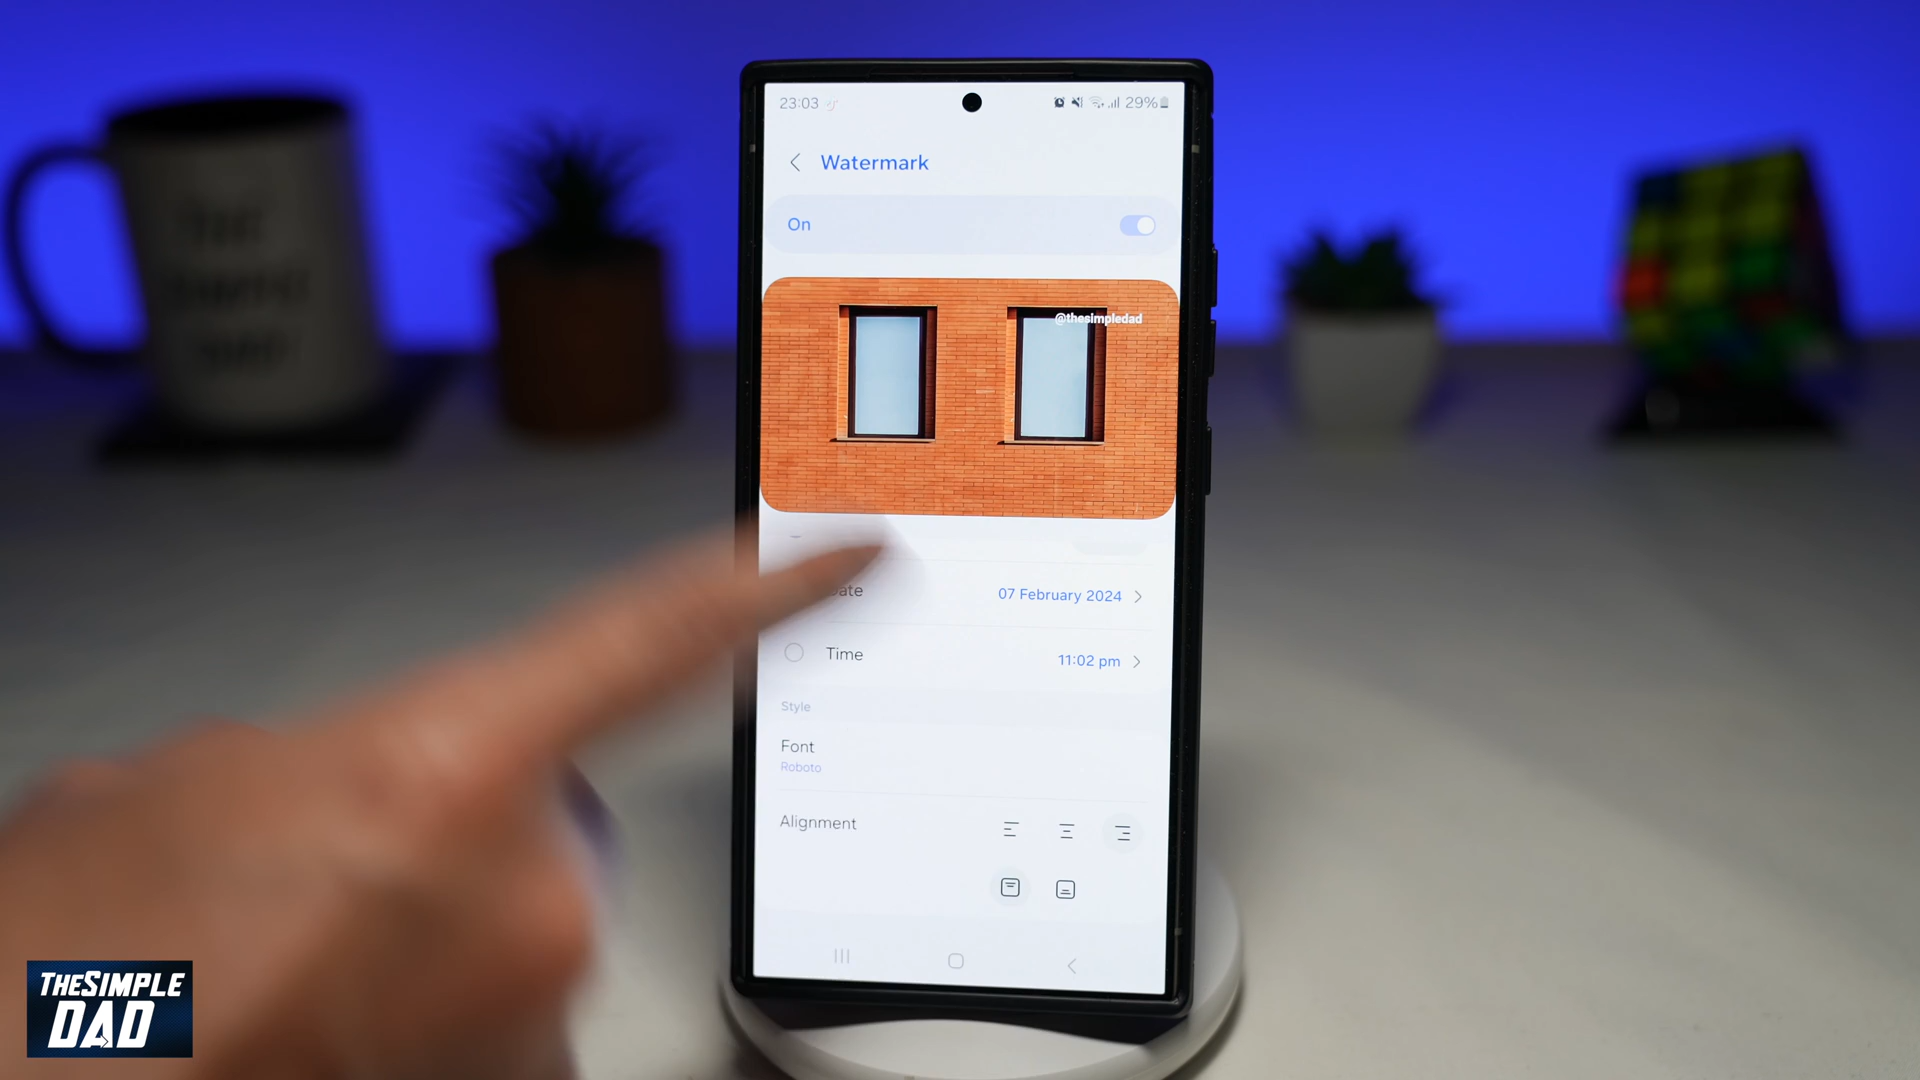 23:03
29%
Watermark
On
@thesimpledad
Date 07 February 2024
Time 11:02 pm
Style
Font
Roboto
Alignment
THESIMPLE
DAD